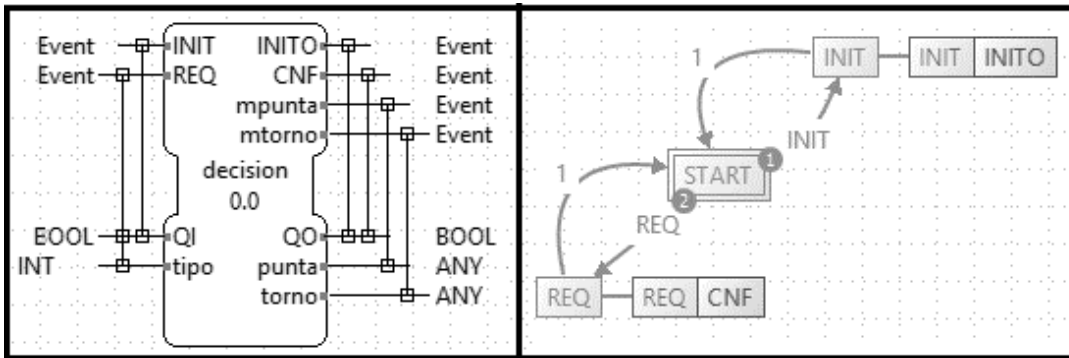 Event INIT INITO Event
Event REQ CNF Event
mpunta Event
mtorno Event
decision
0.0
BOOL QI QO BOOL
INT tipo punta ANY
torno ANY
1 INIT INIT INITO
INIT
1 START 1
2
REQ
REQ REQ CNF